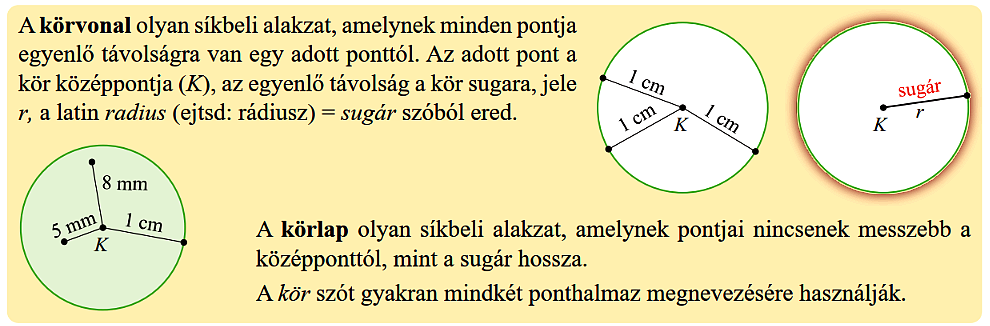 A körvonal olyan síkbeli alakzat, amelynek minden pontja
egyenlő távolságra van egy adott ponttól. Az adott pont a
kör középpontja (K), az egyenlő távolság a kör sugara, jele
r, a latin radius (ejtsd: rádiusz) = sugár szóból ered.
1 cm
1 cm
1 cm
K
sugár
K
r
8 mm
5 mm
1 cm
K
A körlap olyan síkbeli alakzat, amelynek pontjai nincsenek messzebb a
középponttól, mint a sugár hossza.
A kör szót gyakran mindkét ponthalmaz megnevezésére használják.